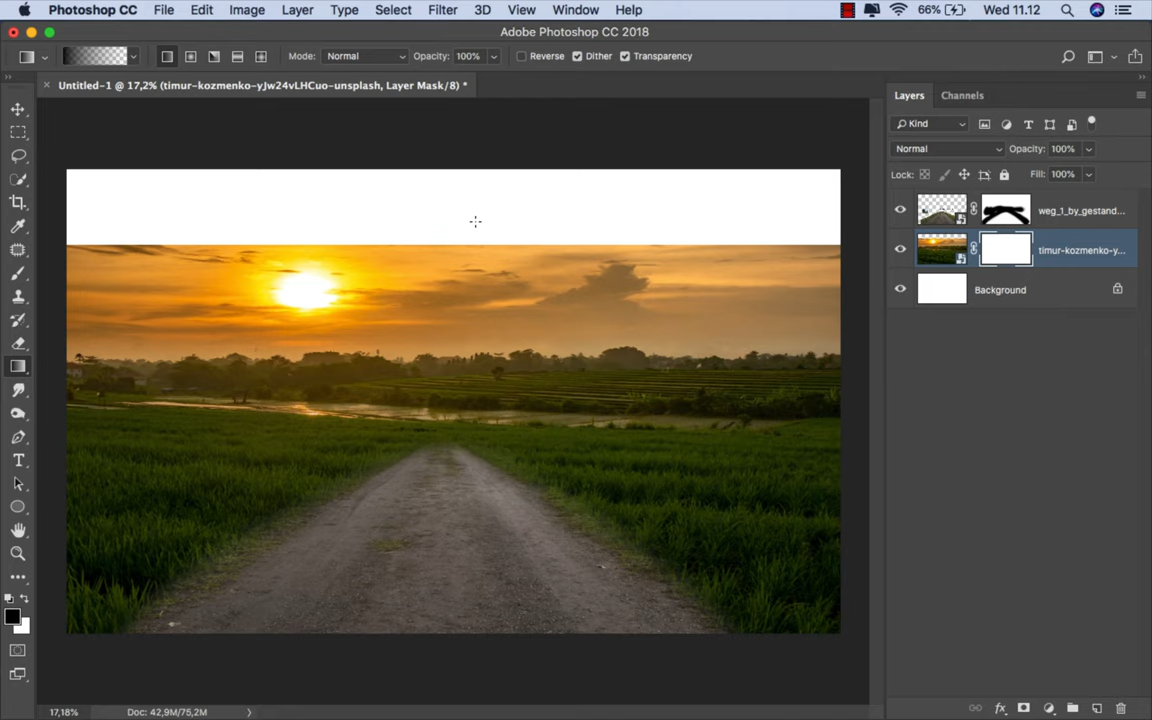 Photoshop CC File Edit Image Layer Type Select Filter 3D View Window Help 66% Wed 11.12
Adobe Photoshop CC 2018
Mode: Normal Opacity: 100% Reverse Dither Transparency
Untitled-1 @ 17,2% (timur-kozmenko-yJw24vLHCuo-unsplash, Layer Mask/8) *
Layers Channels
Kind
Normal Opacity: 100%
Lock: Fill: 100%
weg_1_by_gestand...
timur-kozmenko-y...
Background
17,18% Doc: 42,9M/75,2M